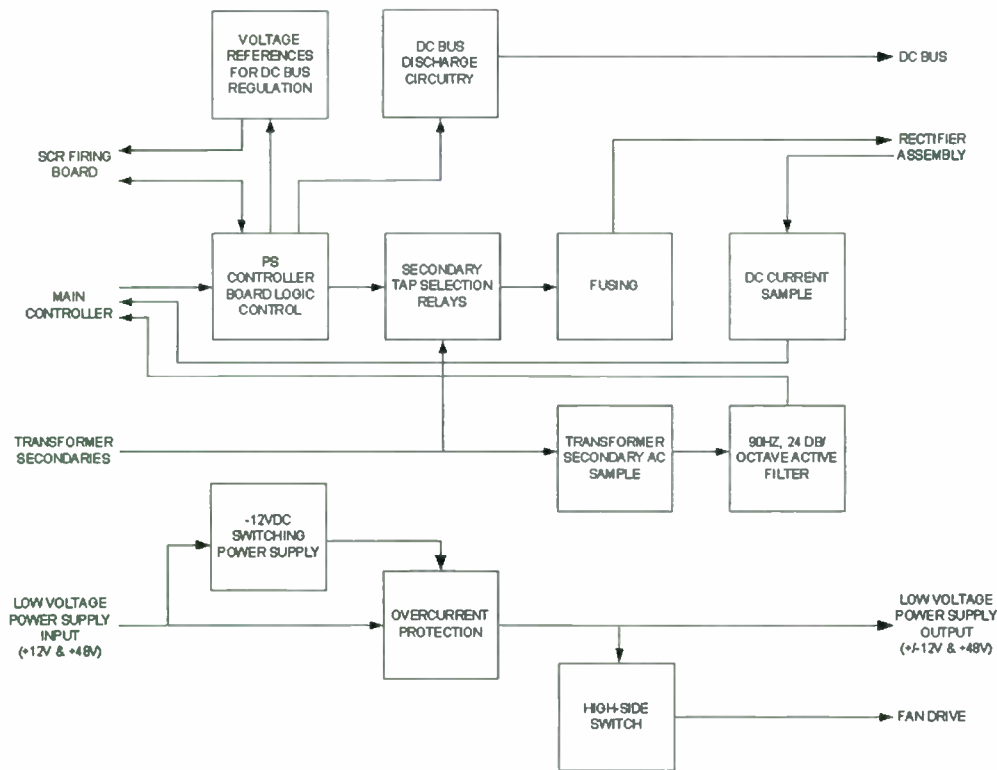 VOLTAGE
REFERENCES
FOR DC BUS
REGULATION
DC BUS
DISCHARGE
CIRCUITRY
DC BUS
SCR FIRING
BOARD
RECTIFIER
ASSEMBLY
PS
CONTROLLER
BOARD LOGIC
CONTROL
SECONDARY
TAP SELECTION
RELAYS
FUSING
DC CURRENT
SAMPLE
MAIN
CONTROLLER
TRANSFORMER
SECONDARIES
TRANSFORMER
SECONDARY AC
SAMPLE
90HZ, 24 DB/
OCTAVE ACTIVE
FILTER
-12VDC
SWITCHING
POWER SUPPLY
LOW VOLTAGE
POWER SUPPLY
INPUT
(+12V & +48V)
OVERCURRENT
PROTECTION
LOW VOLTAGE
POWER SUPPLY
OUTPUT
(+/-12V & +48V)
HIGH-SIDE
SWITCH
FAN DRIVE